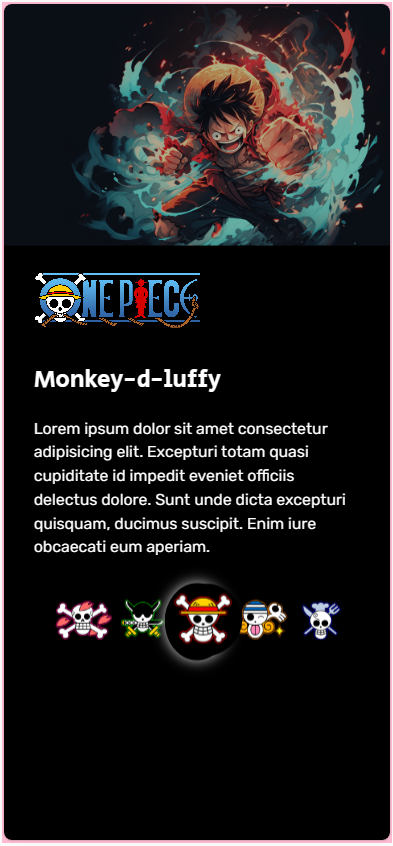 ONE PIECE
Monkey-d-luffy
Lorem ipsum dolor sit amet consectetur
adipisicing elit. Excepturi totam quasi
cupiditate id impedit eveniet officiis
delectus dolore. Sunt unde dicta excepturi
quisquam, ducimus suscipit. Enim iure
obcaecati eum aperiam.